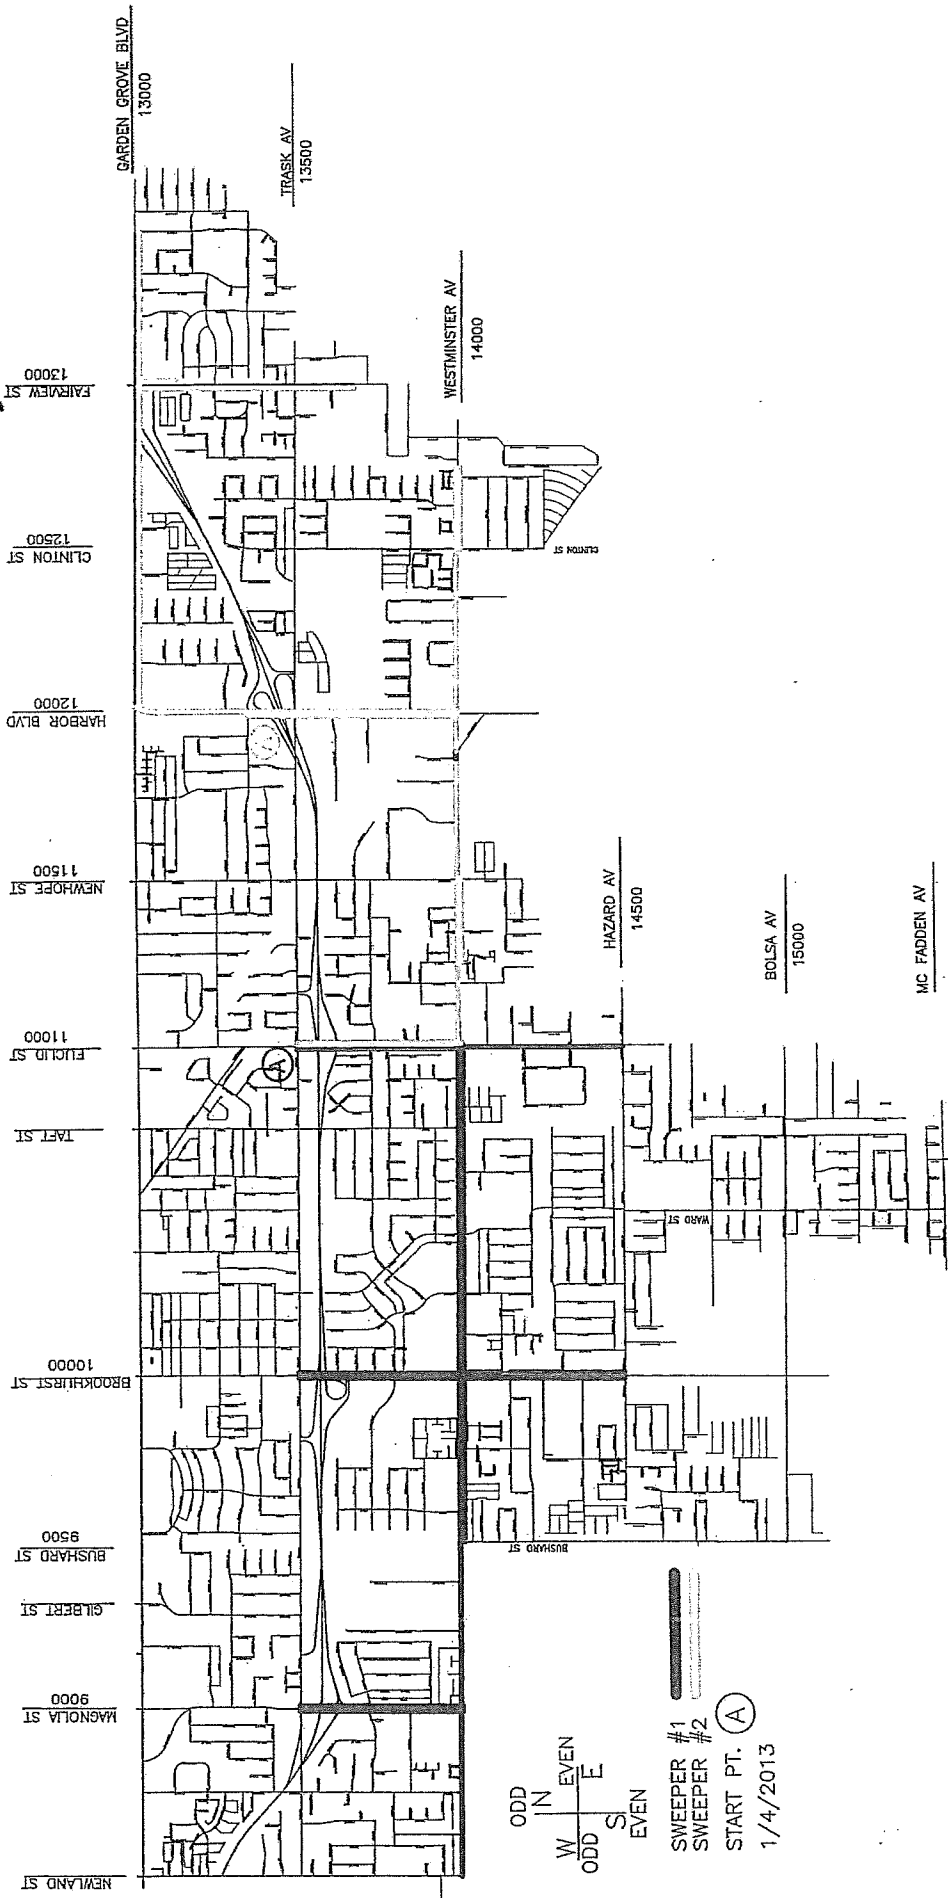 GARDEN GROVE BLVD
13000
TRASK AV
13500
WESTMINSTER AV
14000
HAZARD AV
14500
BOLSA AV
15000
MC FADDEN AV
FAIRVIEW ST
13000
CLINTON ST
12500
HARBOR BLVD
12000
NEWHOPE ST
11500
EUCLID ST
11000
TAFT ST
BROOKHURST ST
10000
BUSHARD ST
9500
GILBERT ST
MAGNOLIA ST
9000
NEWLAND ST
CLINTON ST
WARD ST
BUSHARD ST
A
ODD
N
EVEN
W
E
ODD
S
EVEN
SWEEPER #1
SWEEPER #2
START PT. A
1/4/2013